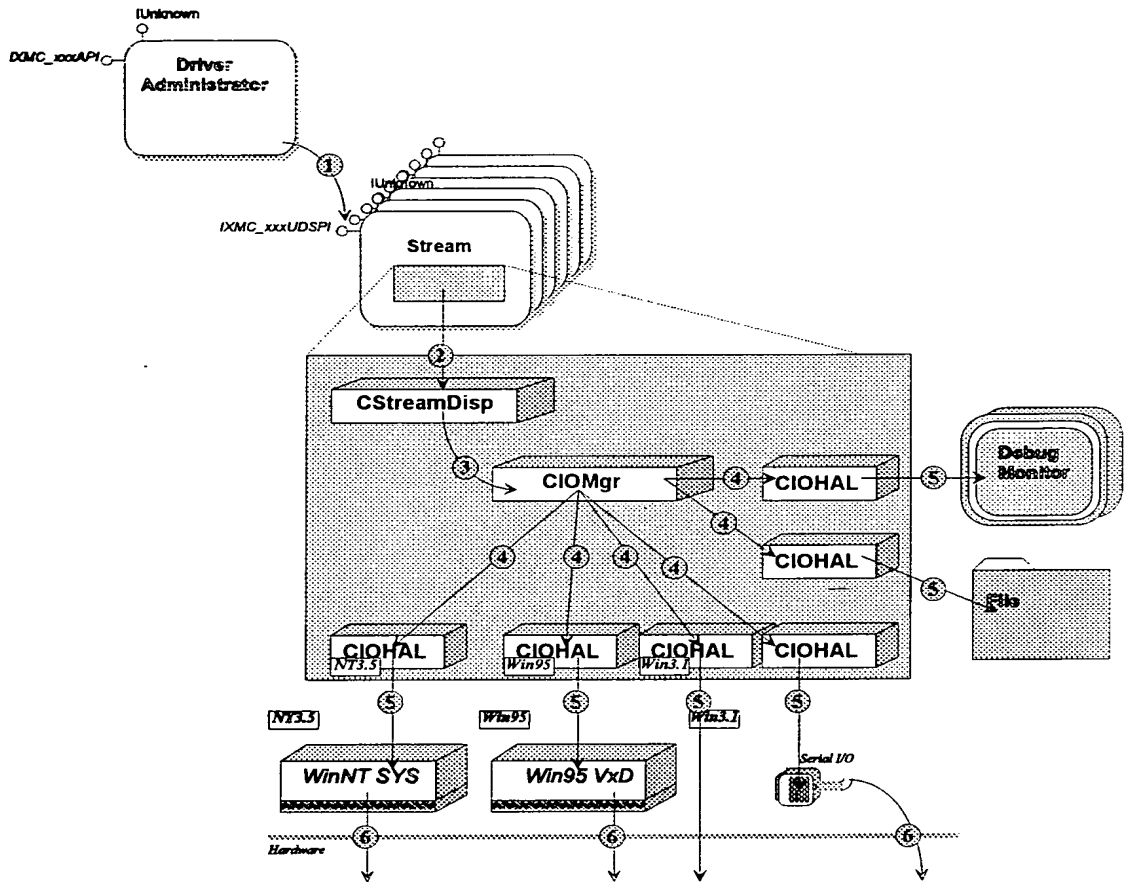 IUnknown
IXMC_xxxAPI
Driver
Administrator
1
IUnknown
IXMC_xxxUDSPI
Stream
2
CStreamDisp
3
CIOMgr
4
CIOHAL
5
Debug
Monitor
4
CIOHAL
5
File
4
4
4
4
CIOHAL
NT3.5
CIOHAL
Win95
CIOHAL
Win3.1
CIOHAL
5
5
5
5
NT3.5
Win95
Win3.1
WinNT SYS
Win95 VxD
Serial I/O
6
6
6
Hardware